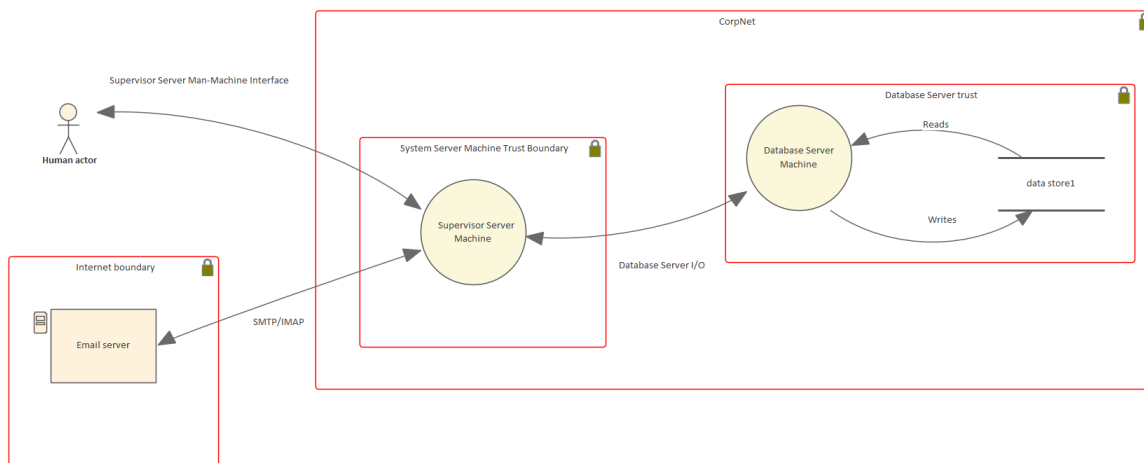 CorpNet
Supervisor Server Man-Machine Interface
Human actor
System Server Machine Trust Boundary
Supervisor Server
Machine
Database Server trust
Reads
Database Server
Machine
data store1
Writes
Database Server I/O
Internet boundary
SMTP/IMAP
Email server